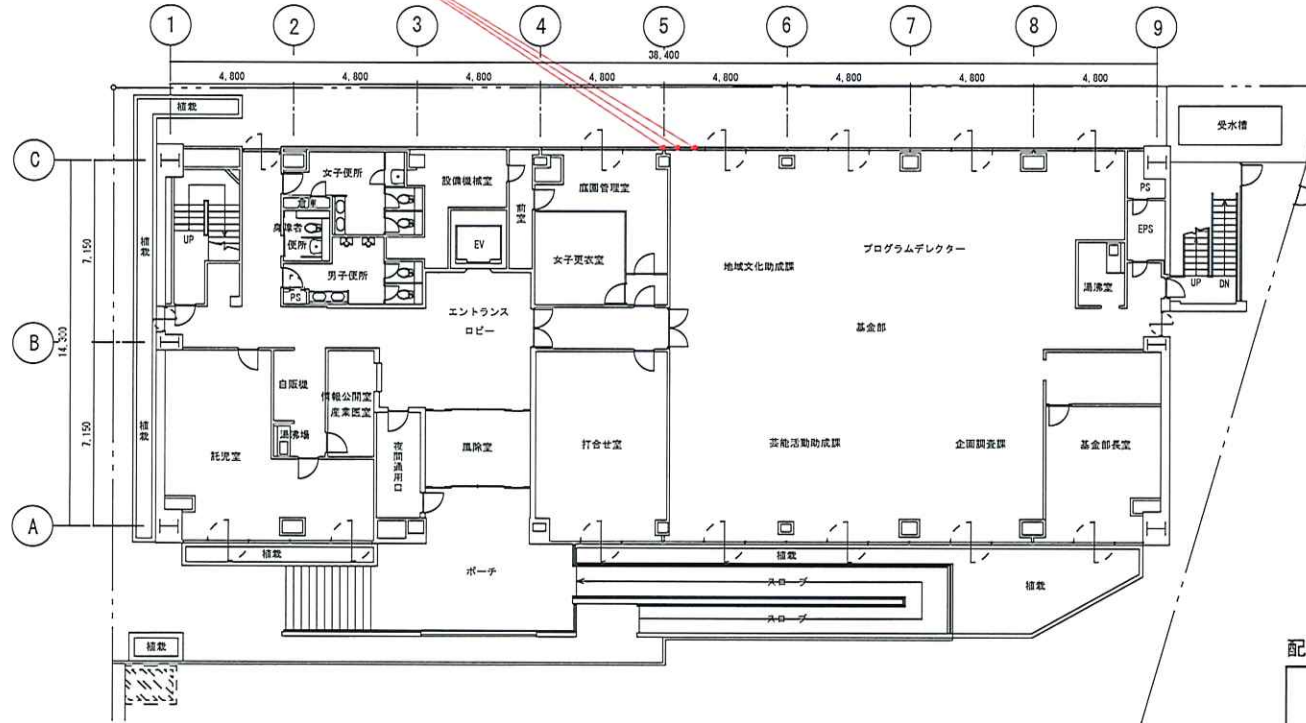 1 2 3 4 5 6 7 8 9
38,400
4,800 4,800 4,800 4,800 4,800 4,800 4,800 4,800
植栽
受水槽
C
女子便所
設備機械室
前室
庭園管理室
PS
倉庫
身障者
便所
EV
UP
植栽
7,150
EPS
プログラムデレクター
女子更衣室
地域文化助成課
男子便所
PS
湯沸室
UP DN
エントランス
ロビー
基金部
B
14,300
自販機
情報公開室
産業医室
植栽
7,150
湯沸場
託児室
夜間通用口
風除室
打合せ室
芸能活動助成課
企画調査課
基金部長室
A
植栽
植栽
ポーチ
スロープ
植栽
スロープ
植栽
配